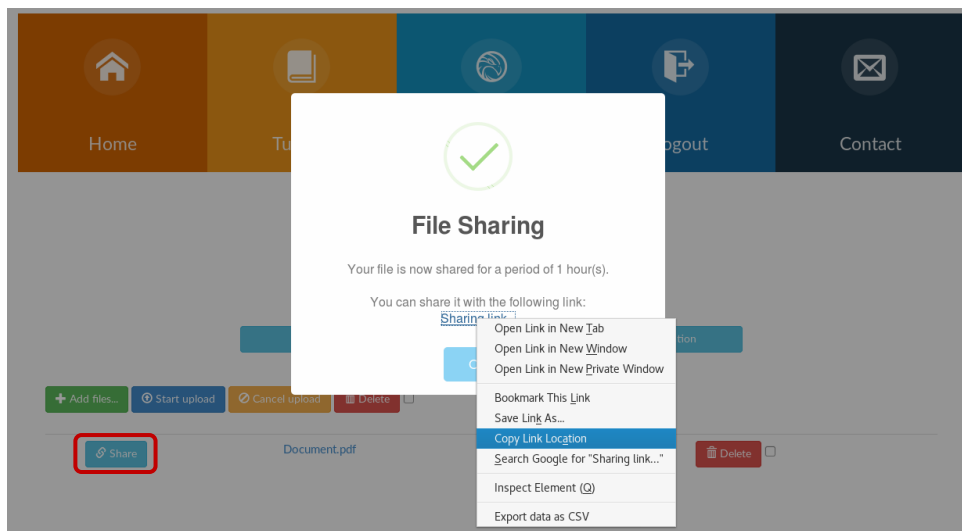 Home
Tu
ogout
Contact
File Sharing
Your file is now shared for a period of 1 hour(s).
You can share it with the following link:
Sharing link
Open Link in New Tab
Open Link in New Window
Open Link in New Private Window
Bookmark This Link
Save Link As...
Copy Link Location
Search Google for "Sharing link..."
Inspect Element (Q)
Export data as CSV
tion
Add files...
Start upload
Cancel upload
Delete
Share
Document.pdf
Delete